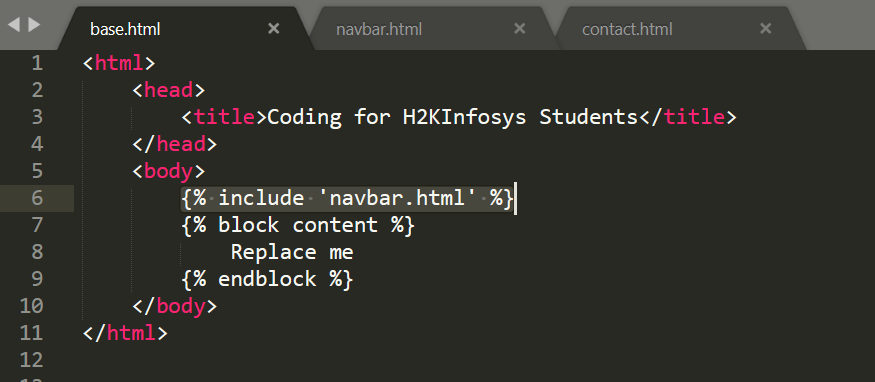 base.html × navbar.html × contact.html ×
1 <html>
2 <head>
3 <title>Coding for H2KInfosys Students</title>
4 </head>
5 <body>
6 {% include 'navbar.html' %}
7 {% block content %}
8 Replace me
9 {% endblock %}
10 </body>
11 </html>
12